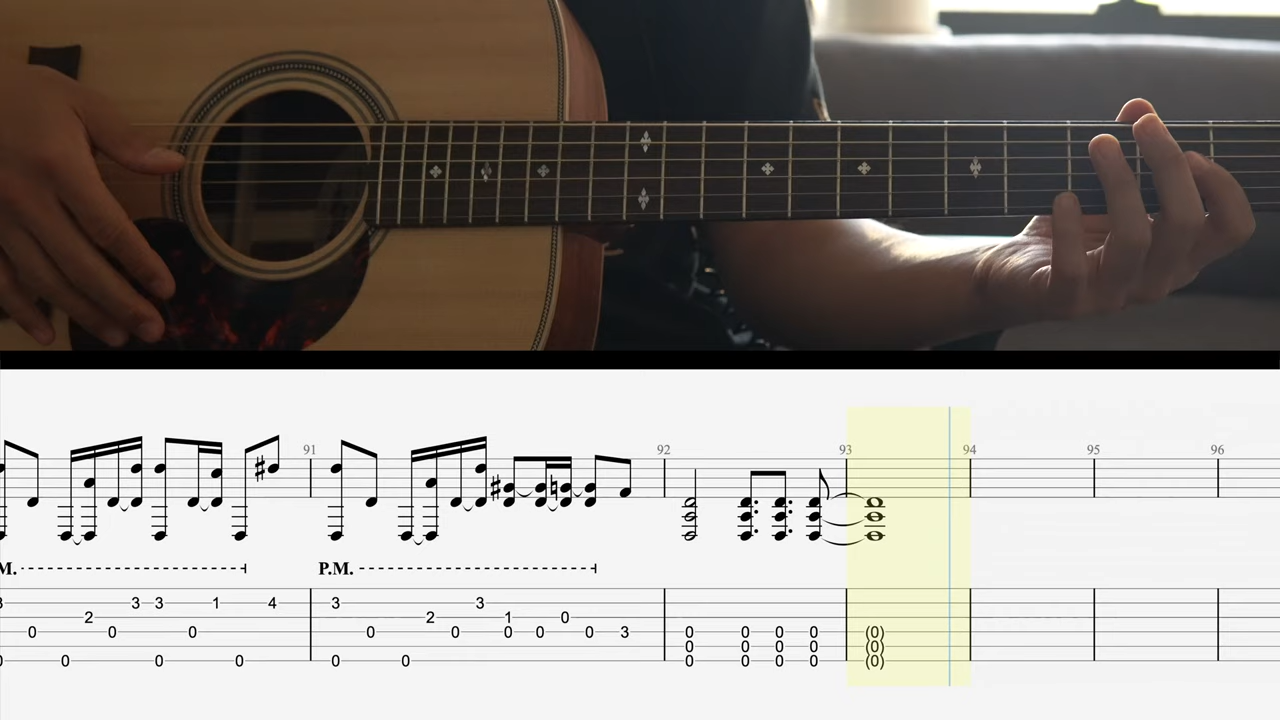 91 92 93 94 95 96
M. P.M.
3 3 3 1 4 3 3
2 2 1 0
0 0 0 0 0 0 0 0 3 0 0 0 0 (0)
0 0 0 0 (0)
0 0 0 0 0 0 0 0 0 0 (0)